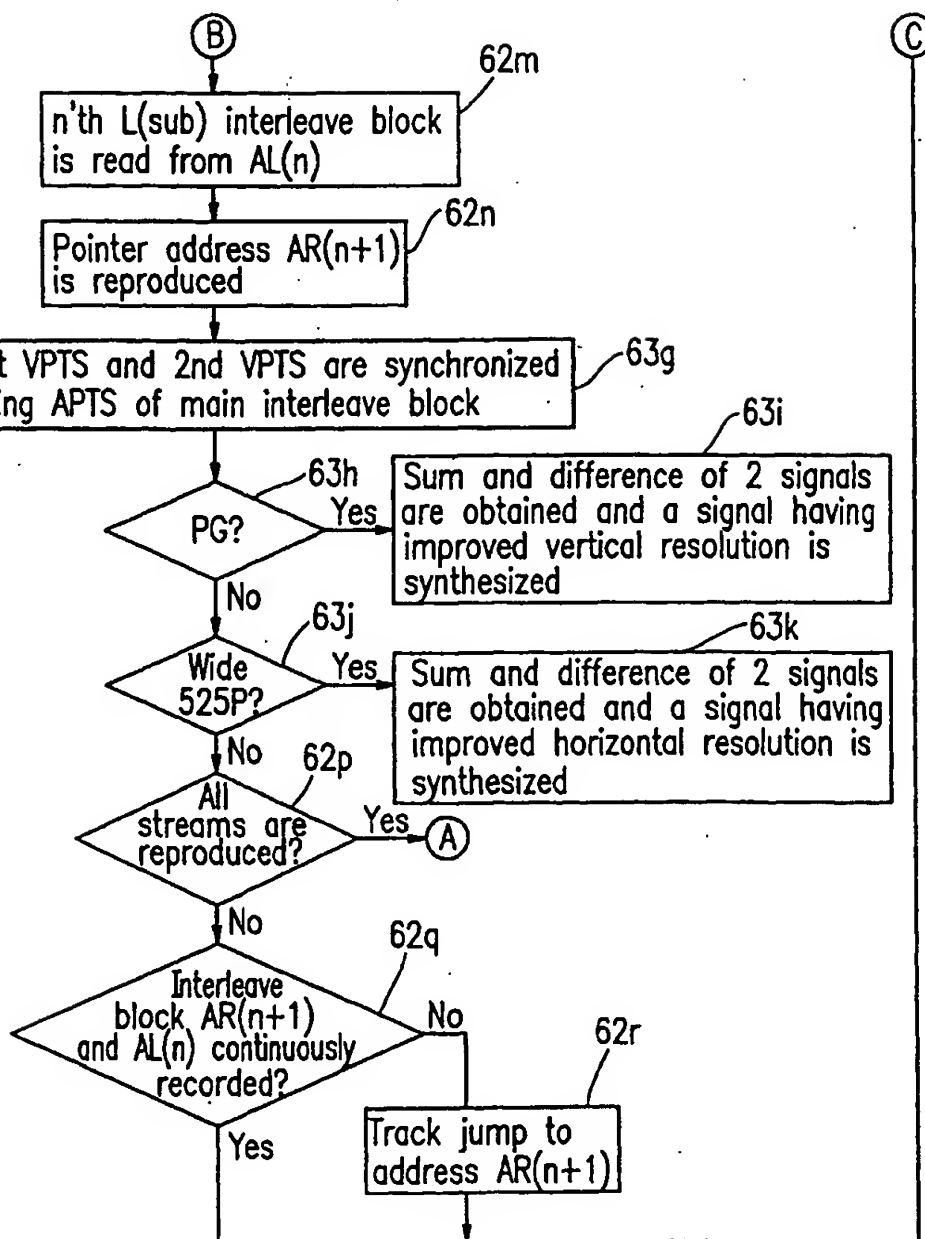 B
C
62m
n'th L(sub) interleave block
is read from AL(n)
62n
Pointer address AR(n+1)
is reproduced
63g
VPTS and 2nd VPTS are synchronized
APTS of main interleave block
63i
63h
PG?
Yes
Sum and difference of 2 signals
are obtained and a signal having
improved vertical resolution is
synthesized
No
63j
63k
Wide
525P?
Yes
Sum and difference of 2 signals
are obtained and a signal having
improved horizontal resolution is
synthesized
No
62p
All
streams are
reproduced?
Yes
A
No
62q
Interleave
block AR(n+1)
and AL(n) continuously
recorded?
No
62r
Yes
Track jump to
address AR(n+1)